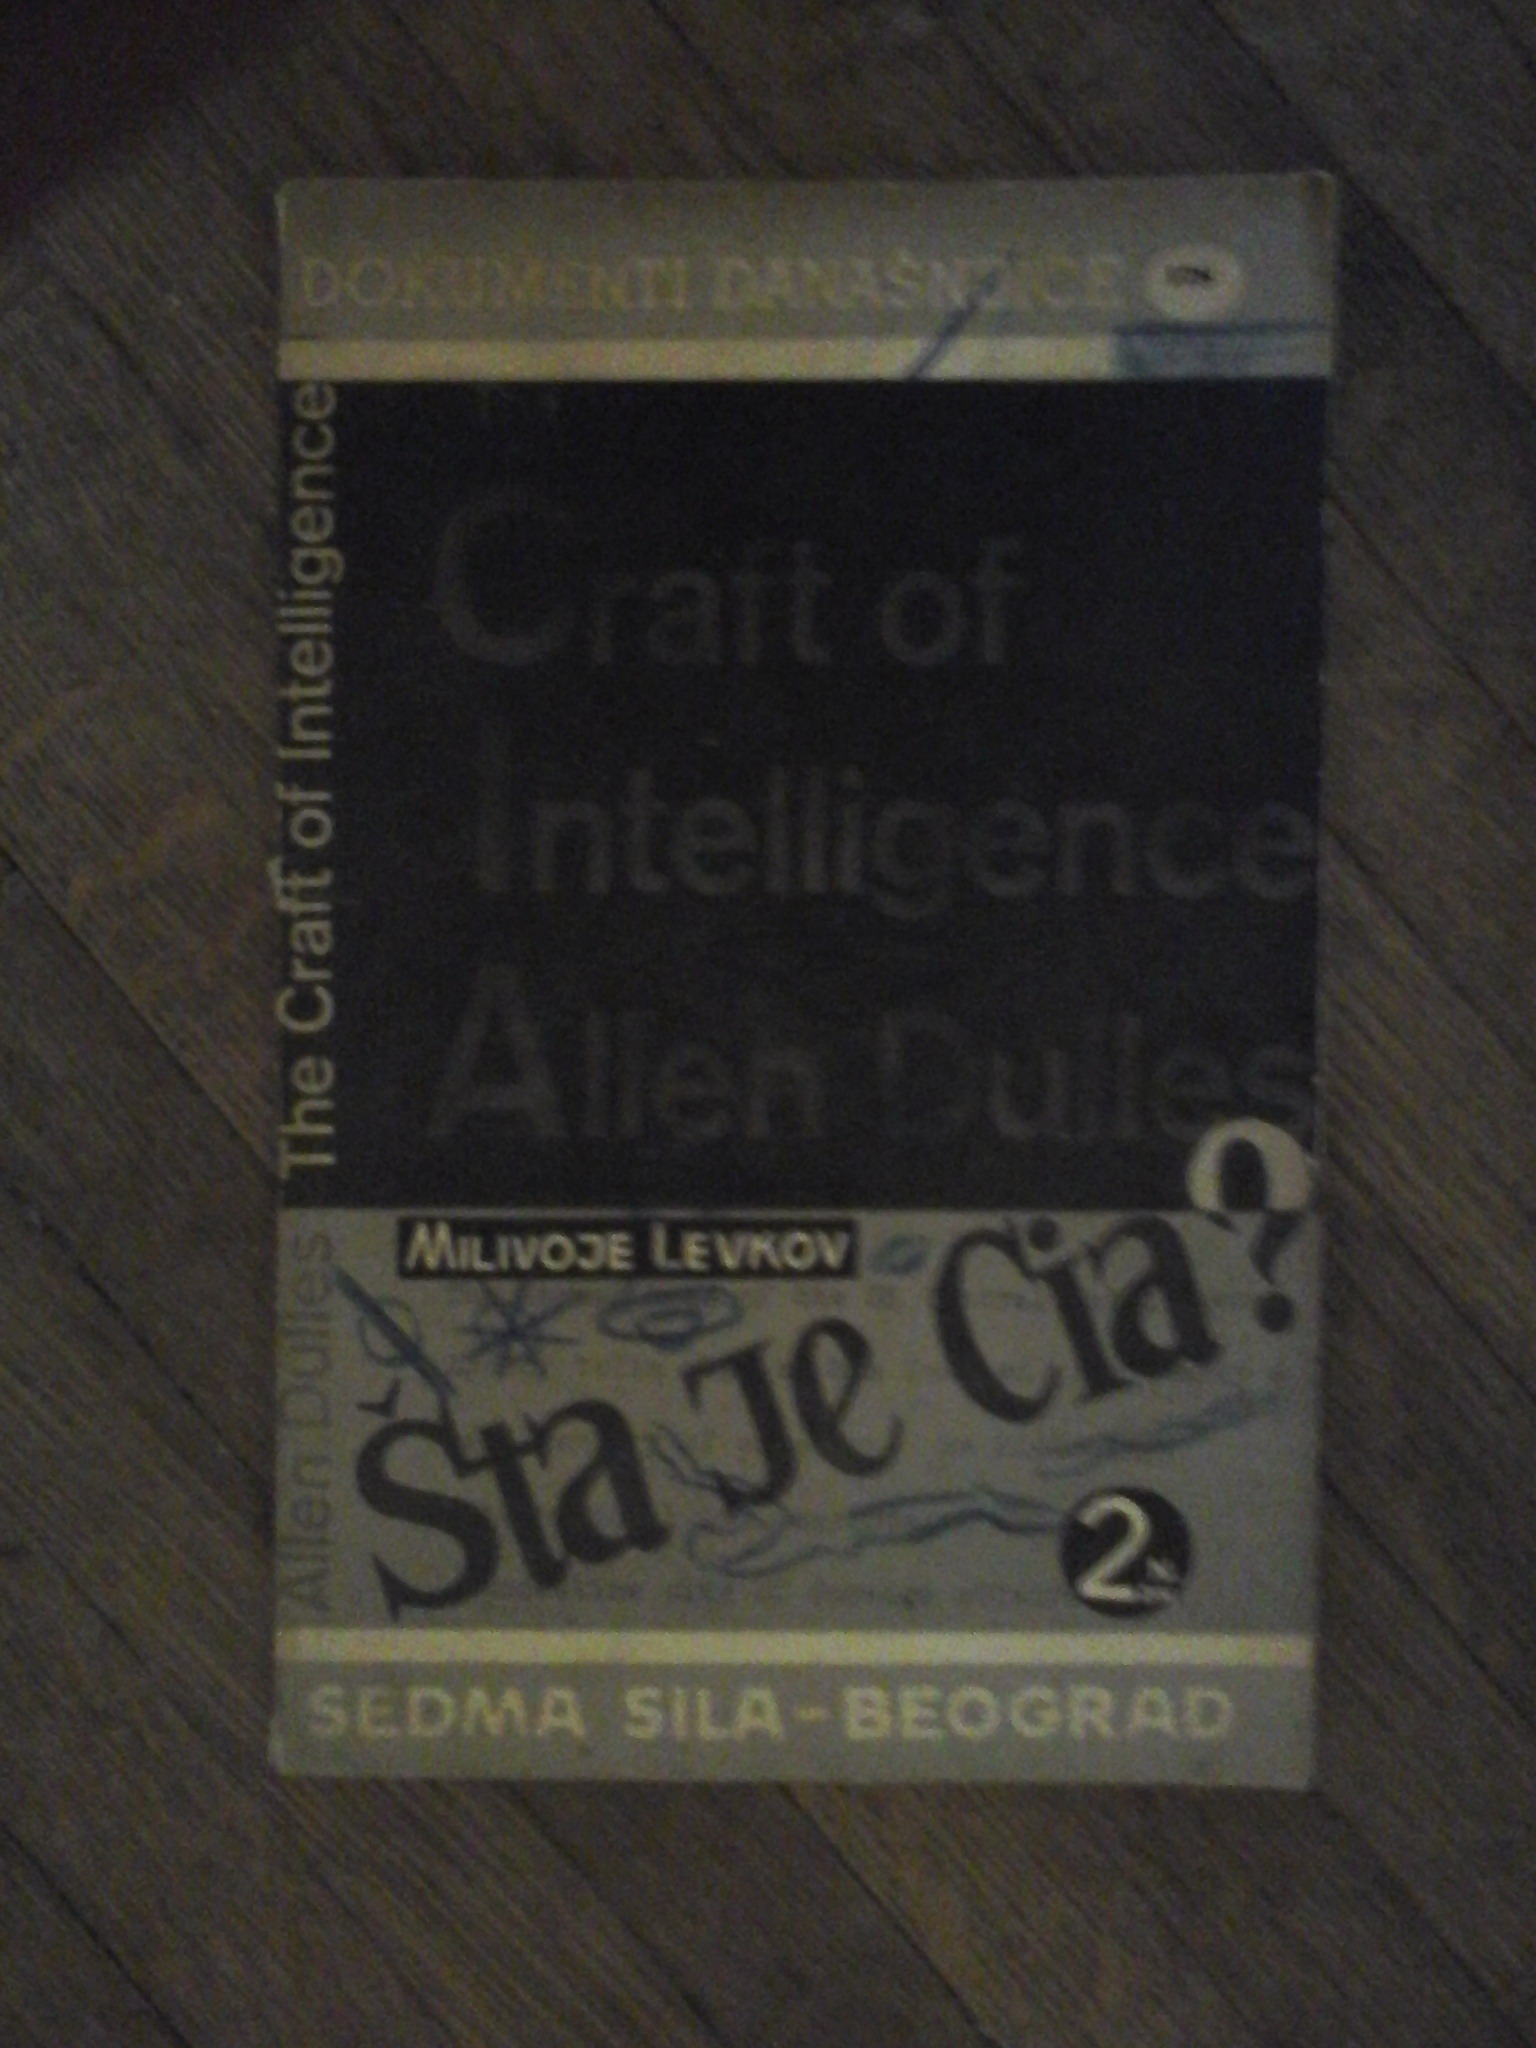 DOKUMENTI DANAŠNJICE
The Craft of Intelligence
Allen Dulles
Craft of
Intelligence
Allen Dulles
MILIVOJE LEVKOV
Šta je Cia?
2
SEDMA SILA - BEOGRAD